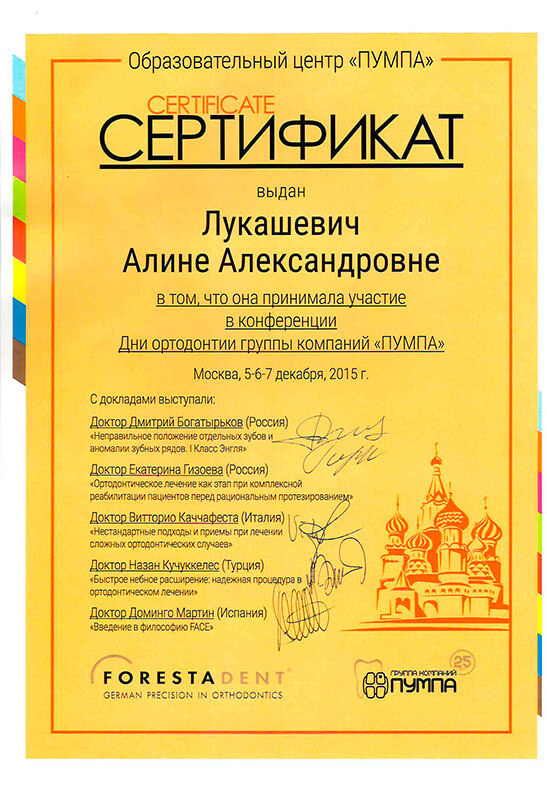 Образовательный центр «ПУМПА»
CERTIFICATE
СЕРТИФИКАТ
выдан
Лукашевич
Алине Александровне
в том, что она принимала участие
в конференции
Дни ортодонтии группы компаний «ПУМПА»
Москва, 5-6-7 декабря, 2015 г.
С докладами выступали:
Доктор Дмитрий Богатырьков (Россия)
«Неправильное положение отдельных зубов и
аномалии зубных рядов. I Класс Энгля»
Доктор Екатерина Гизоева (Россия)
«Ортодонтическое лечение как этап при комплексной
реабилитации пациентов перед рациональным протезированием»
Доктор Витторио Каччафеста (Италия)
«Нестандартные подходы и приемы при лечении
сложных ортодонтических случаев»
Доктор Назан Кучуккелес (Турция)
«Быстрое небное расширение: надежная процедура в
ортодонтическом лечении»
Доктор Доминго Мартин (Испания)
«Введение в философию FACE»
FORESTADENT®
GERMAN PRECISION IN ORTHODONTICS
ГРУППА КОМПАНИЙ
ПУМПА
25